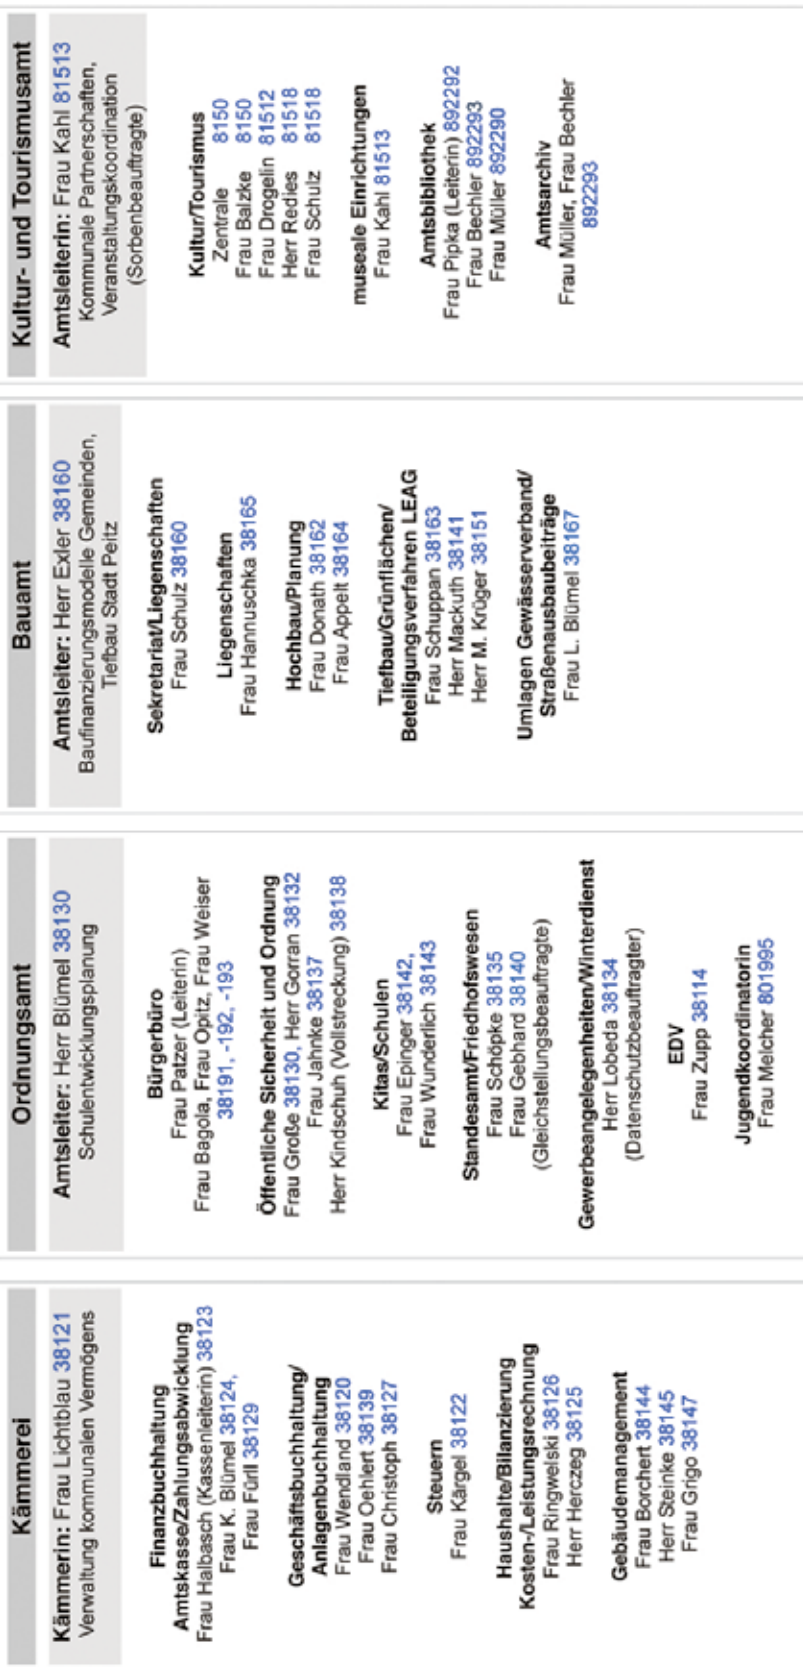 Kämmerei
Kämmerin: Frau Lichtblau 38121
Verwaltung kommunalen Vermögens
Finanzbuchhaltung
Amtskasse/Zahlungsabwicklung
Frau Halbasch (Kassenleiterin) 38123
Frau K. Blümel 38124,
Frau Fürll 38129
Geschäftsbuchhaltung/
Anlagenbuchhaltung
Frau Wendland 38120
Frau Oehlert 38139
Frau Christoph 38127
Steuern
Frau Kärgel 38122
Haushalte/Bilanzierung
Kosten-/Leistungsrechnung
Frau Ringwelski 38126
Herr Herczeg 38125
Gebäudemanagement
Frau Borchert 38144
Herr Steinke 38145
Frau Grigo 38147
Ordnungsamt
Amtsleiter: Herr Blümel 38130
Schulentwicklungsplanung
Bürgerbüro
Frau Patzer (Leiterin)
Frau Bagola, Frau Opitz, Frau Weiser
38191, -192, -193
Öffentliche Sicherheit und Ordnung
Frau Große 38130, Herr Gorran 38132
Frau Jahnke 38137
Herr Kindschuh (Vollstreckung) 38138
Kitas/Schulen
Frau Epinger 38142,
Frau Wunderlich 38143
Standesamt/Friedhofswesen
Frau Schöpke 38135
Frau Gebhard 38140
(Gleichstellungsbeauftragte)
Gewerbeangelegenheiten/Winterdienst
Herr Lobeda 38134
(Datenschutzbeauftragter)
EDV
Frau Zupp 38114
Jugendkoordinatorin
Frau Melcher 801995
Bauamt
Amtsleiter: Herr Exler 38160
Baufinanzierungsmodelle Gemeinden,
Tiefbau Stadt Peitz
Sekretariat/Liegenschaften
Frau Schulz 38160
Liegenschaften
Frau Hannuschka 38165
Hochbau/Planung
Frau Donath 38162
Frau Appelt 38164
Tiefbau/Grünflächen/
Beteiligungsverfahren LEAG
Frau Schuppan 38163
Herr Mackuth 38141
Herr M. Krüger 38151
Umlagen Gewässerverband/
Straßenausbaubeiträge
Frau L. Blümel 38167
Kultur- und Tourismusamt
Amtsleiterin: Frau Kahl 81513
Kommunale Partnerschaften,
Veranstaltungskoordination
(Sorbenbeauftragte)
Kultur/Tourismus
Zentrale 8150
Frau Balzke 8150
Frau Drogelin 81512
Herr Redies 81518
Frau Schulz 81518
museale Einrichtungen
Frau Kahl 81513
Amtsbibliothek
Frau Pipka (Leiterin) 892292
Frau Bechler 892293
Frau Müller 892290
Amtsarchiv
Frau Müller, Frau Bechler
892293